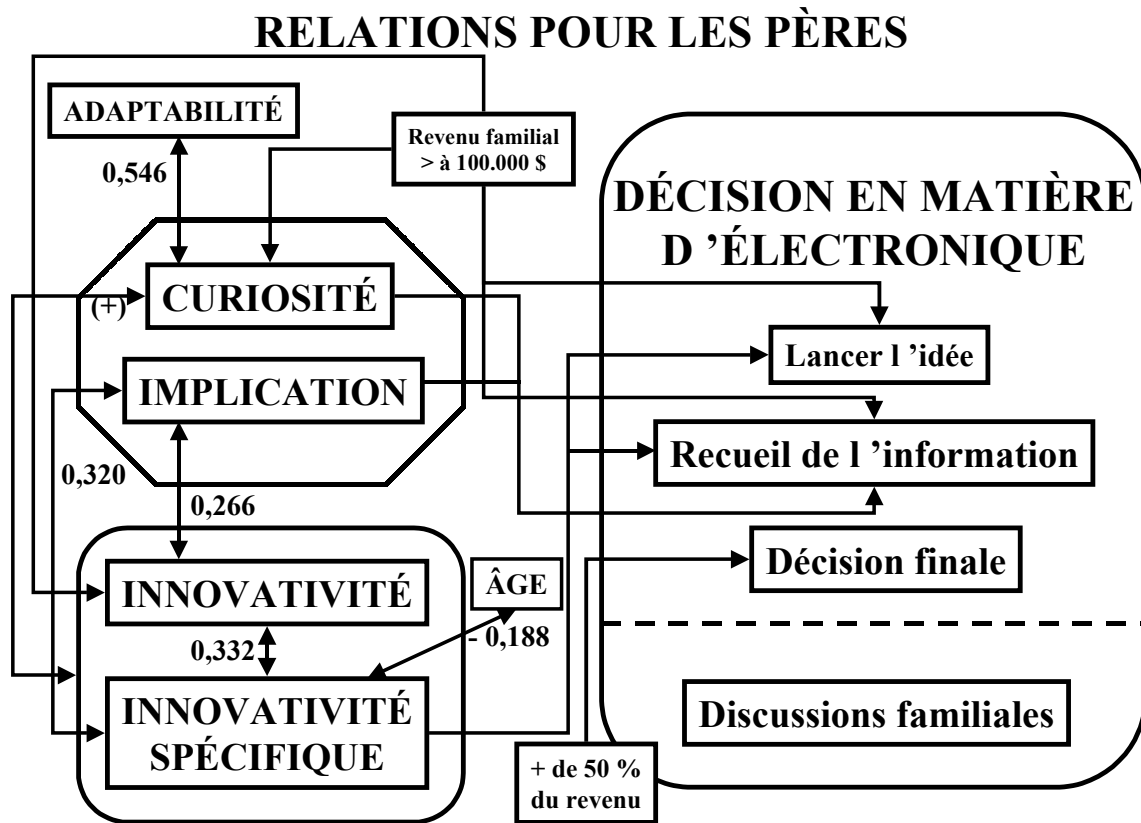 RELATIONS POUR LES PÈRES
ADAPTABILITÉ
Revenu familial
> à 100.000 $
0,546
DÉCISION EN MATIÈRE
D ’ÉLECTRONIQUE
CURIOSITÉ
(+)
Lancer l ’idée
IMPLICATION
Recueil de l ’information
0,320
0,266
Décision finale
INNOVATIVITÉ
ÂGE
- 0,188
0,332
INNOVATIVITÉ
SPÉCIFIQUE
Discussions familiales
+ de 50 %
du revenu